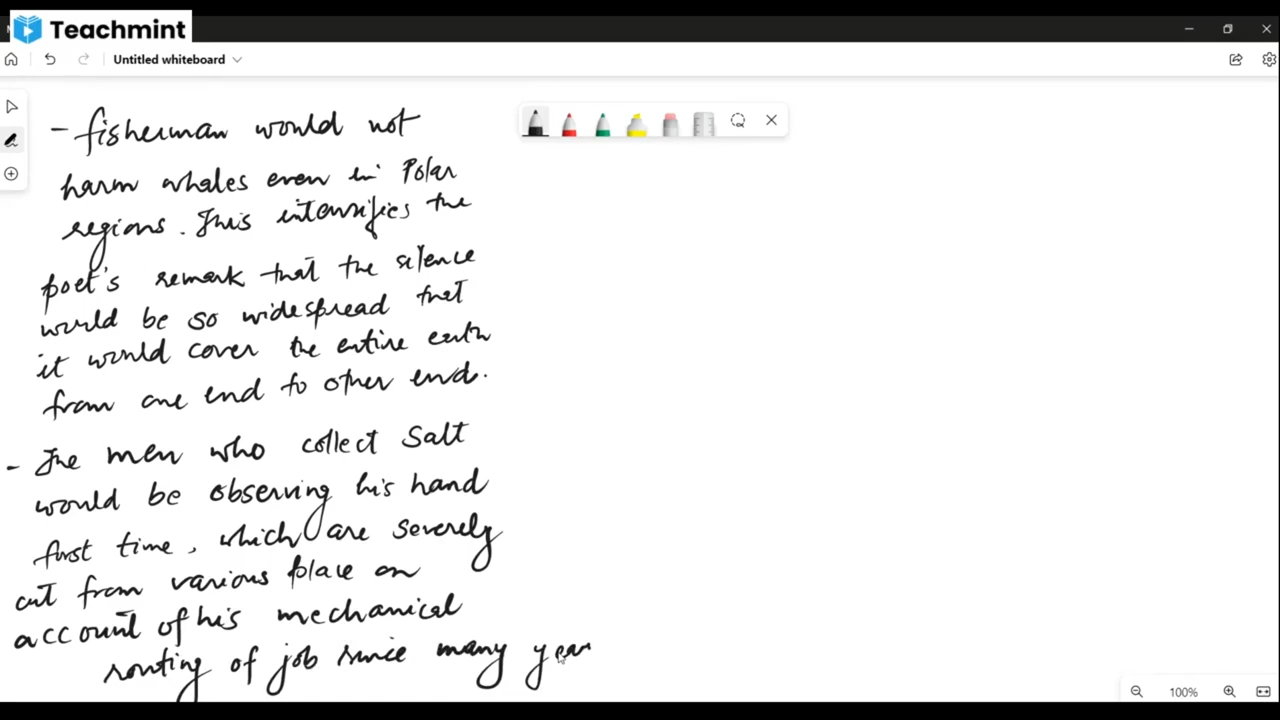 Teachmint
Untitled whiteboard
- fisherman would not
harm whales even in Polar
regions. This intensifies the
poet's remark that the silence
would be so widespread that
it would cover the entire earth
from one end to other end.
- The men who collect Salt
would be observing his hand
first time, which are severely
cut from various place on
account of his mechanical
routing of job since many year
100%